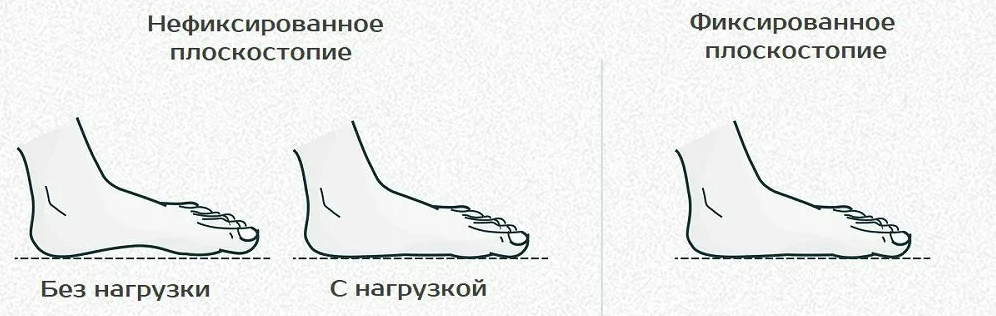 Нефиксированное
плоскостопие
Фиксированное
плоскостопие
Без нагрузки
С нагрузкой